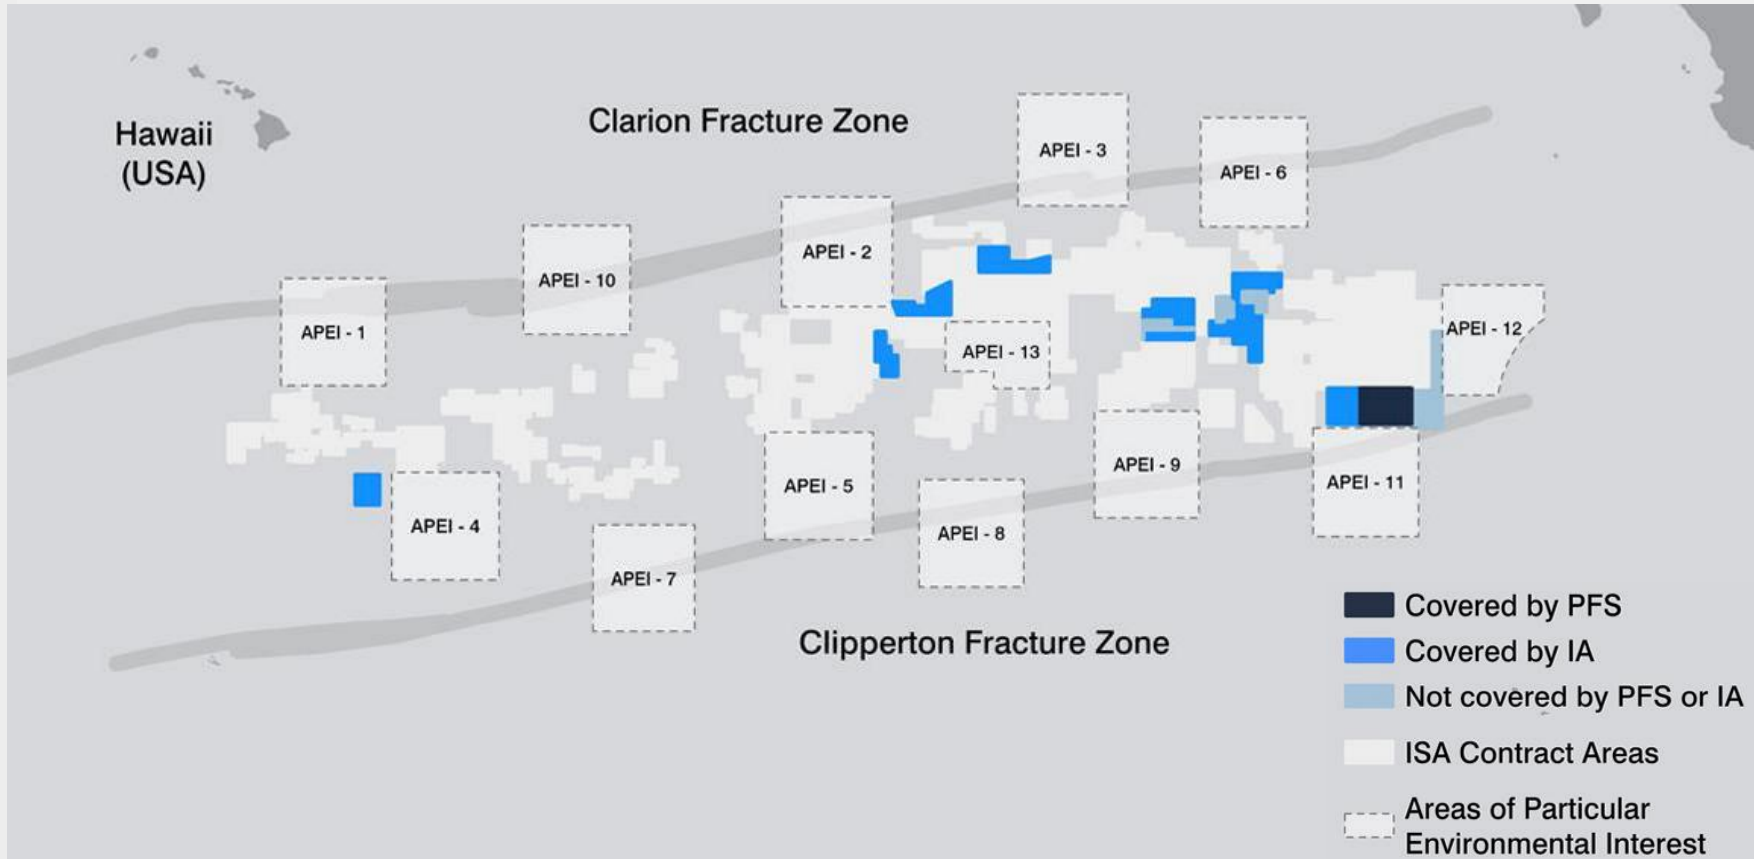 Hawaii
(USA)
Clarion Fracture Zone
APEI - 3
APEI - 6
APEI - 2
APEI - 10
APEI - 1
APEI - 12
APEI - 13
APEI - 9
APEI - 11
APEI - 5
APEI - 4
APEI - 8
APEI - 7
Clipperton Fracture Zone
Covered by PFS
Covered by IA
Not covered by PFS or IA
ISA Contract Areas
Areas of Particular
Environmental Interest